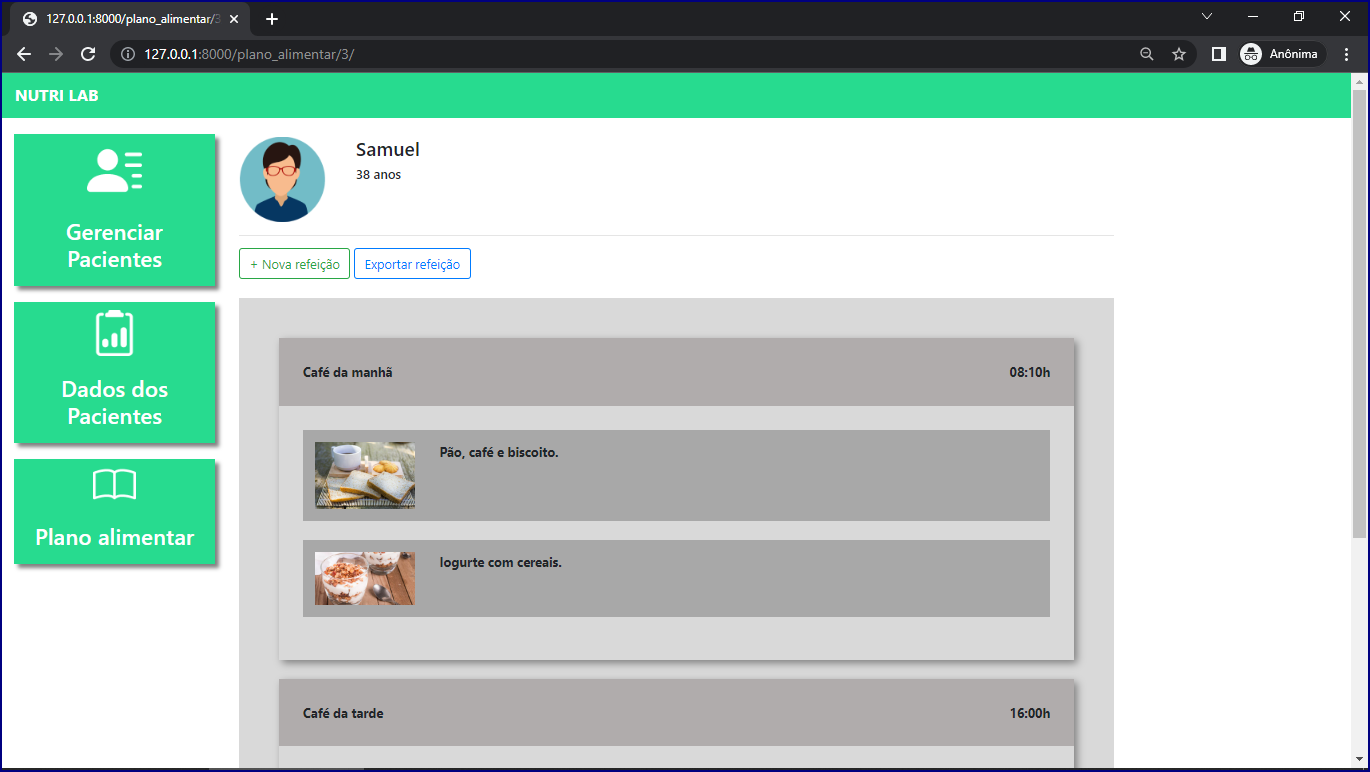 127.0.0.1:8000/plano_alimentar/3
127.0.0.1:8000/plano_alimentar/3/
Anônima
NUTRI LAB
Gerenciar
Pacientes
Dados dos
Pacientes
Plano alimentar
Samuel
38 anos
+ Nova refeição
Exportar refeição
Café da manhã
08:10h
Pão, café e biscoito.
Iogurte com cereais.
Café da tarde
16:00h